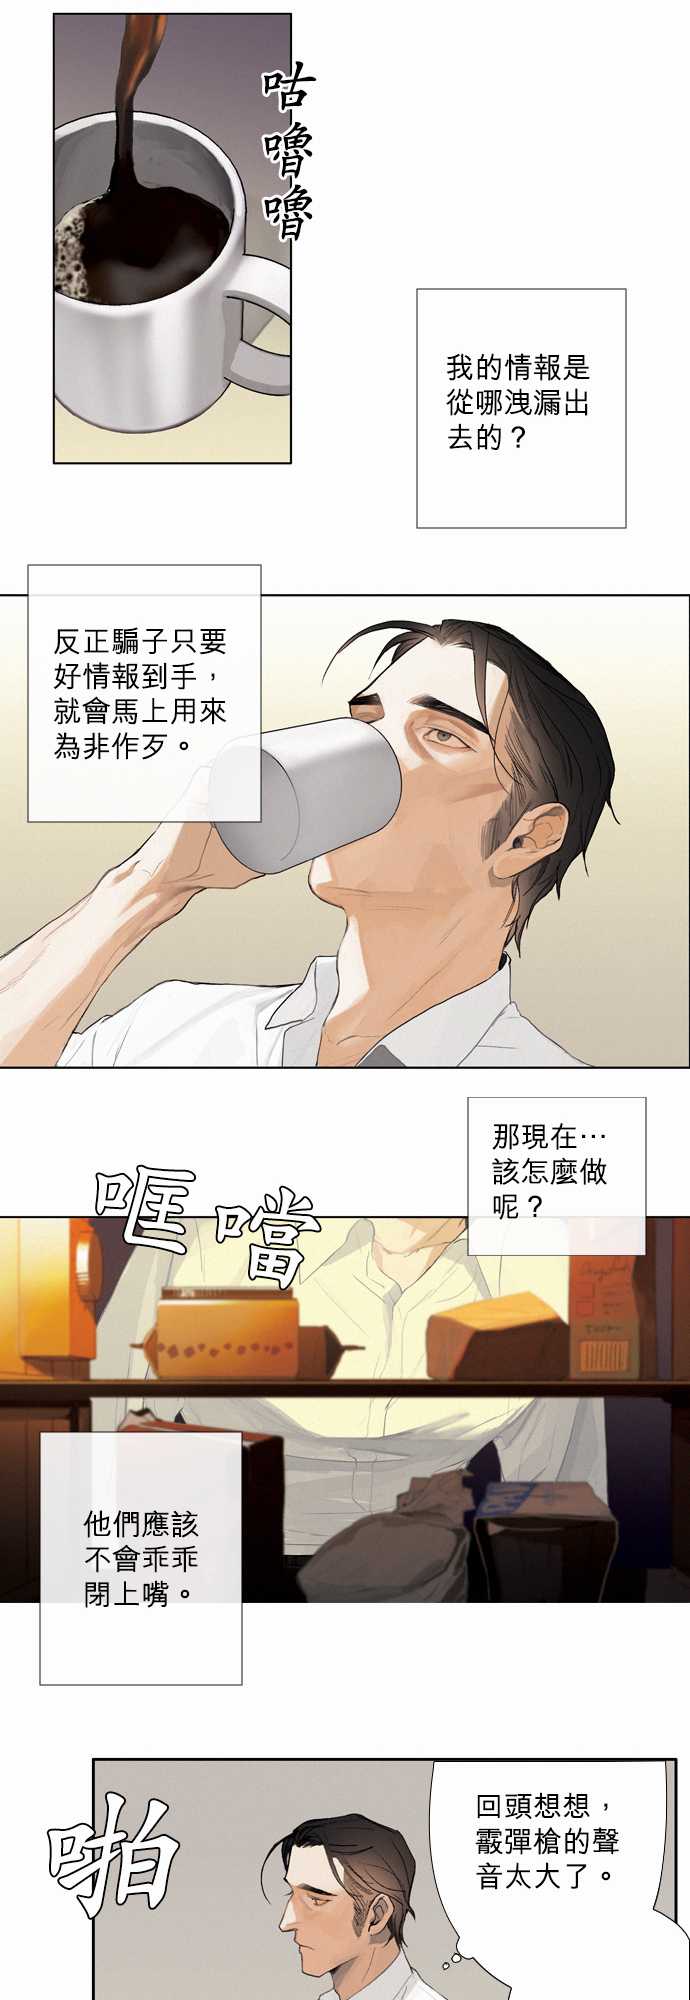 咕嚕嚕
我的情報是
從哪洩漏出
去的？
反正騙子只要
好情報到手，
就會馬上用來
為非作歹。
那現在…
該怎麼做
呢？
哐噹
他們應該
不會乖乖
閉上嘴。
啪
回頭想想，
霰彈槍的聲
音太大了。